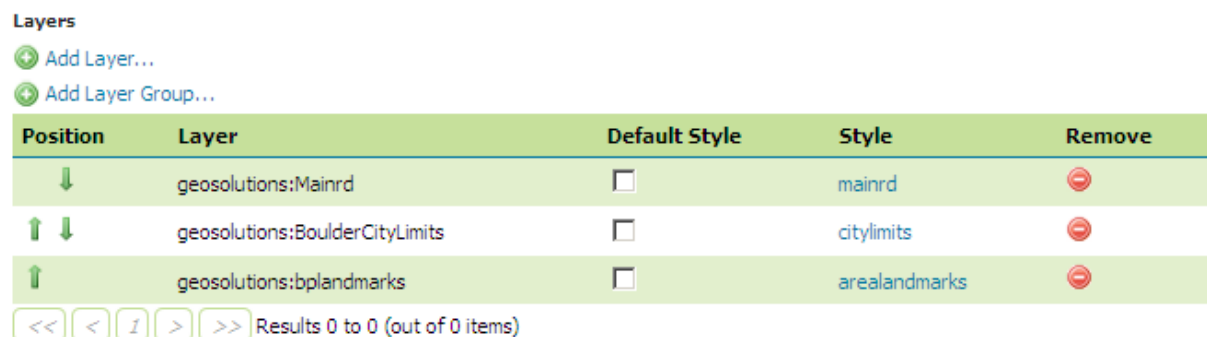 Layers
Add Layer...
Add Layer Group...
Position Layer Default Style Style Remove
geosolutions:Mainrd mainrd
geosolutions:BoulderCityLimits citylimits
geosolutions:bplandmarks arealandmarks
<< < 1 > >> Results 0 to 0 (out of 0 items)